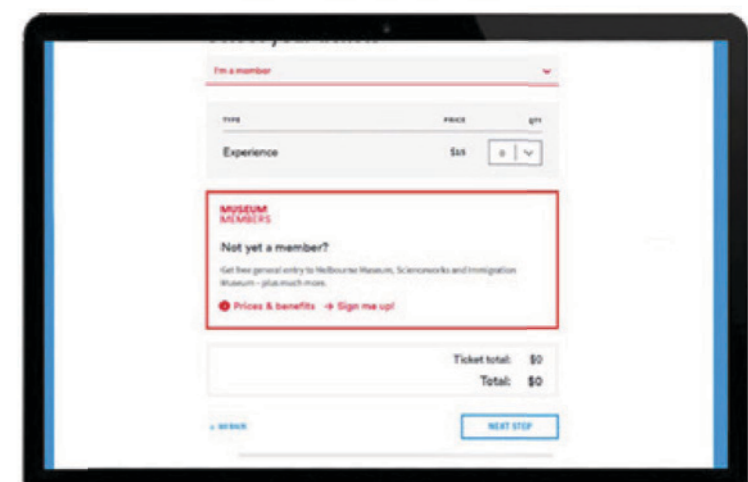 I'm a member
TYPE PRICE QTY
Experience $15 0
MUSEUM
MEMBERS
Not yet a member?
Get free general entry to Melbourne Museum, Scienceworks and Immigration
Museum – plus much more.
Prices & benefits → Sign me up!
Ticket total: $0
Total: $0
NEXT STEP